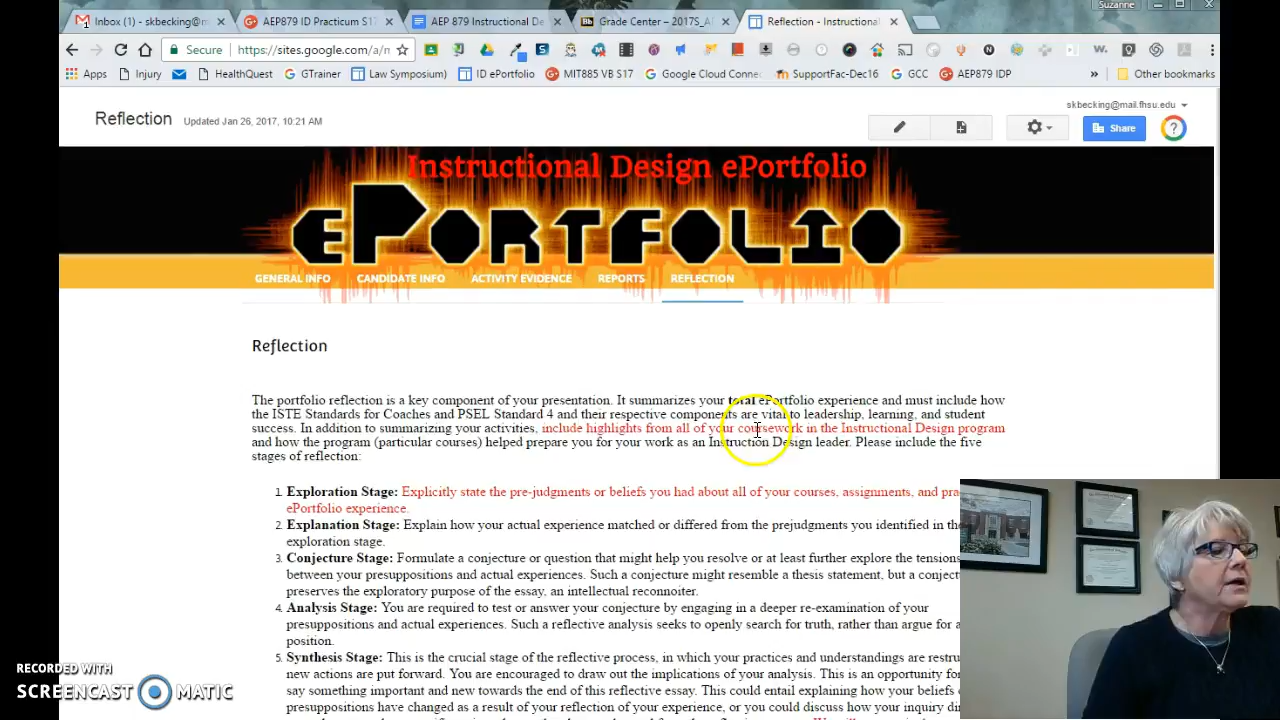 Suzanne
Inbox (1) - skbecking@m
AEP879 ID Practicum S17
AEP 879 Instructional De
Grade Center – 2017S_A
Reflection - Instructional
Secure
https://sites.google.com/a/m
Apps
Injury
HealthQuest
GTrainer
Law Symposium)
ID ePortfolio
MIT885 VB S17
Google Cloud Conne
SupportFac-Dec16
GCC
AEP879 IDP
Other bookmarks
skbecking@mail.fhsu.edu
Reflection Updated Jan 26, 2017, 10:21 AM
Share
Instructional Design ePortfolio
ePortfolio
GENERAL INFO CANDIDATE INFO ACTIVITY EVIDENCE REPORTS REFLECTION
Reflection
The portfolio reflection is a key component of your presentation. It summarizes your total ePortfolio experience and must include how
the ISTE Standards for Coaches and PSEL Standard 4 and their respective components are vital to leadership, learning, and student
success. In addition to summarizing your activities, include highlights from all of your coursework in the Instructional Design program
and how the program (particular courses) helped prepare you for your work as an Instruction Design leader. Please include the five
stages of reflection:
1. Exploration Stage: Explicitly state the pre-judgments or beliefs you had about all of your courses, assignments, and pra
ePortfolio experience.
2. Explanation Stage: Explain how your actual experience matched or differed from the prejudgments you identified in the
exploration stage.
3. Conjecture Stage: Formulate a conjecture or question that might help you resolve or at least further explore the tensions
between your presuppositions and actual experiences. Such a conjecture might resemble a thesis statement, but a conject
preserves the exploratory purpose of the essay, an intellectual reconnoiter.
4. Analysis Stage: You are required to test or answer your conjecture by engaging in a deeper re-examination of your
presuppositions and actual experiences. Such a reflective analysis seeks to openly search for truth, rather than argue for a
position.
5. Synthesis Stage: This is the crucial stage of the reflective process, in which your practices and understandings are restru
new actions are put forward. You are encouraged to draw out the implications of your analysis. This is an opportunity for
say something important and new towards the end of this reflective essay. This could entail explaining how your beliefs o
presuppositions have changed as a result of your reflection of your experience, or you could discuss how your inquiry di
RECORDED WITH
SCREENCAST MATIC